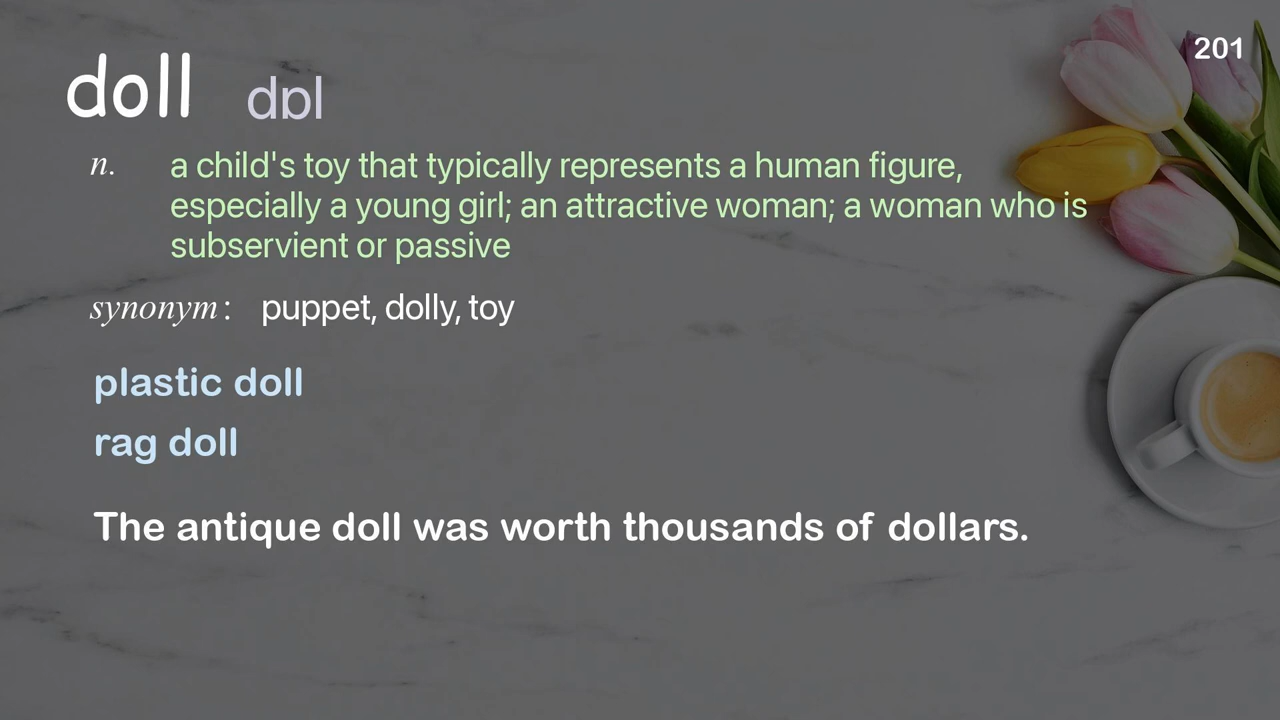 201
doll dɒl
n. a child's toy that typically represents a human figure,
especially a young girl; an attractive woman; a woman who is
subservient or passive
synonym : puppet, dolly, toy
plastic doll
rag doll
The antique doll was worth thousands of dollars.